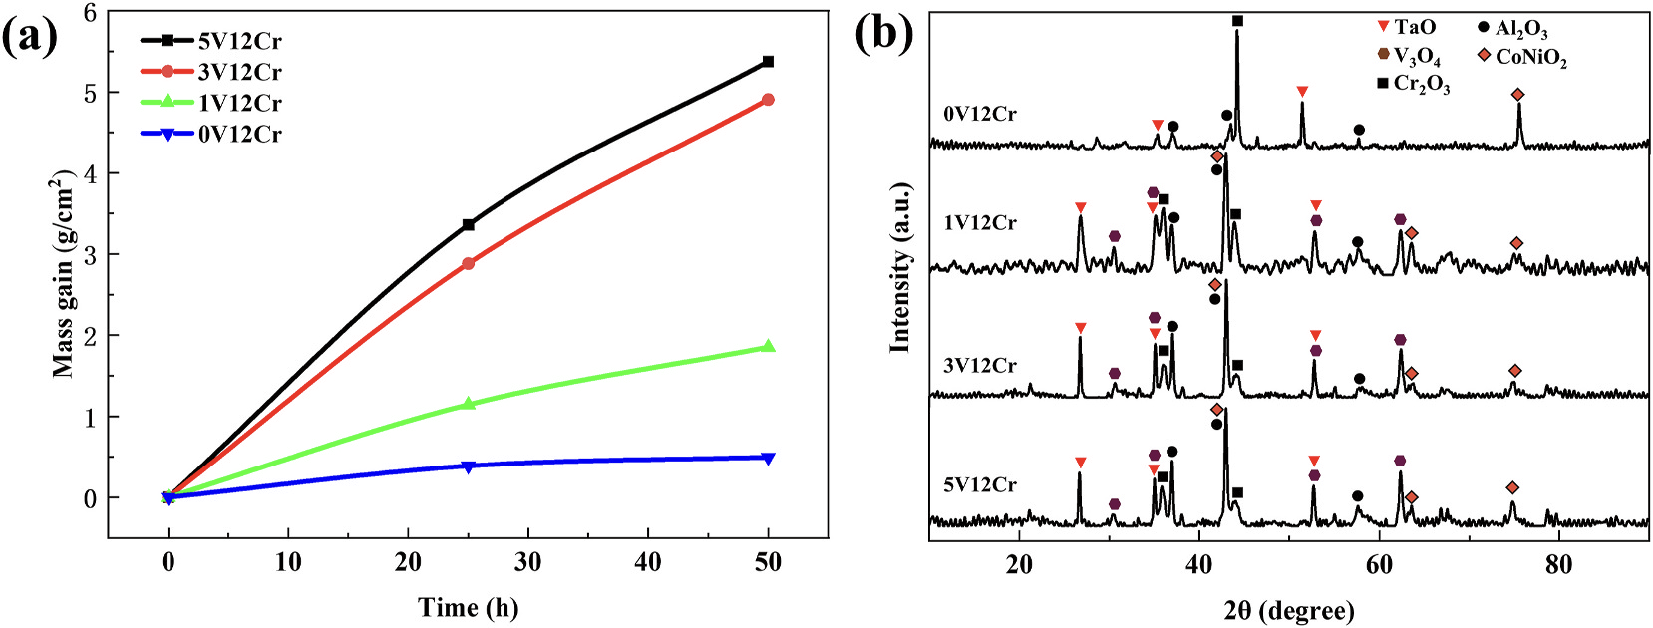 (a)
5V12Cr
3V12Cr
1V12Cr
0V12Cr
Mass gain (g/cm²)
6
5
4
3
2
1
0
0 10 20 30 40 50
Time (h)
(b)
TaO Al₂O₃
V₃O₄ CoNiO₂
Cr₂O₃
0V12Cr
1V12Cr
3V12Cr
5V12Cr
Intensity (a.u.)
20 40 60 80
2θ (degree)